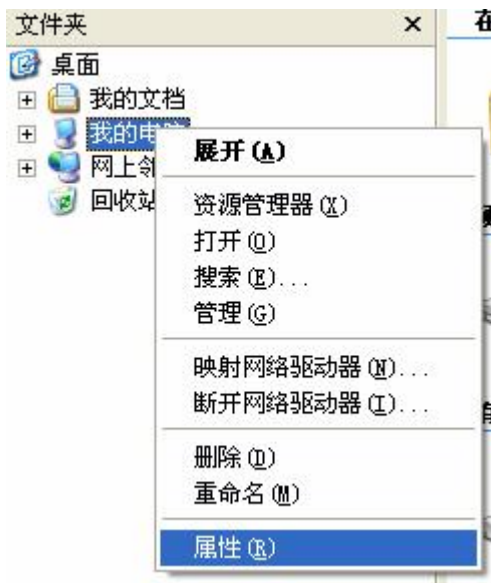 文件夹
桌面
我的文档
我的电
网上邻
回收站
展开(A)
资源管理器(X)
打开(O)
搜索(E)...
管理(G)
映射网络驱动器(N)...
断开网络驱动器(I)...
删除(D)
重命名(M)
属性(R)